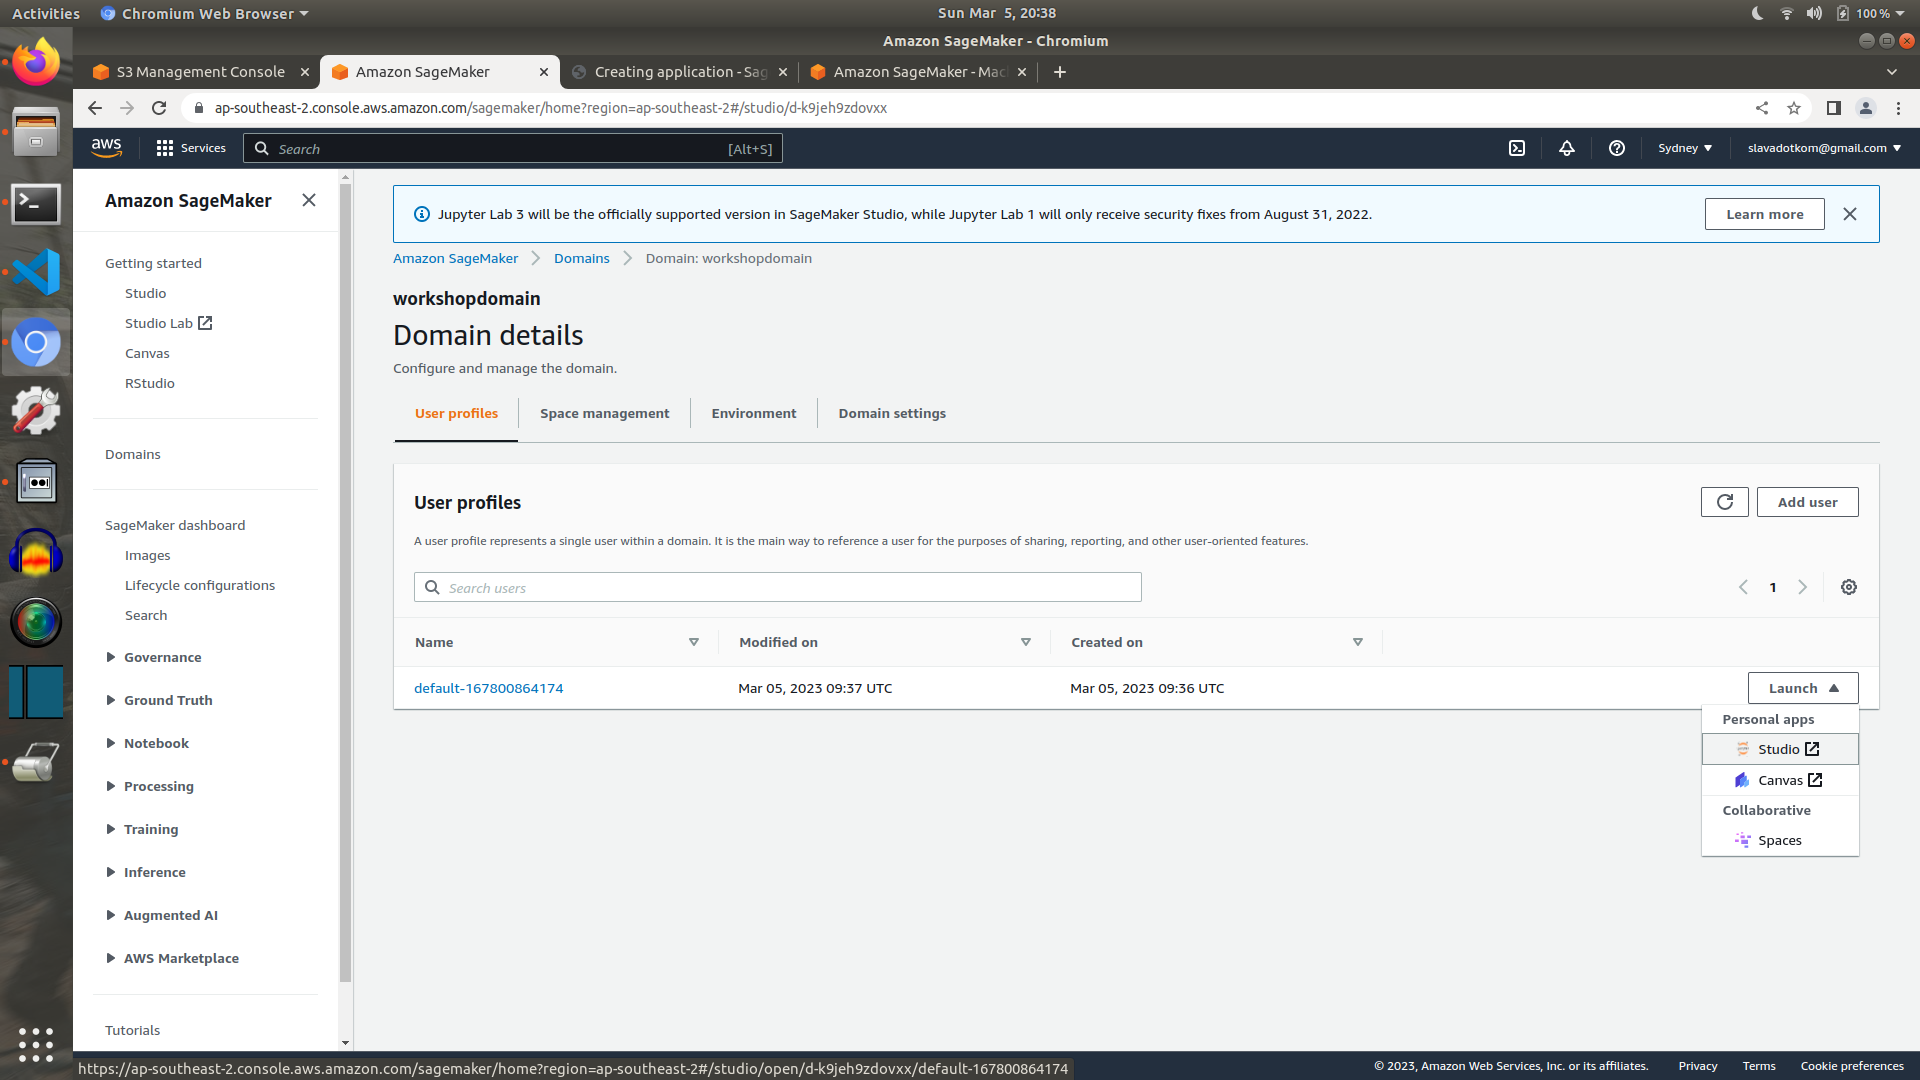 Activities
Chromium Web Browser
Sun Mar 5, 20:38
100 %
Amazon SageMaker - Chromium
S3 Management Console
Amazon SageMaker
Creating application - Sag
Amazon SageMaker - Mac
ap-southeast-2.console.aws.amazon.com/sagemaker/home?region=ap-southeast-2#/studio/d-k9jeh9zdovxx
aws
Services
Search
[Alt+S]
Sydney
slavadotkom@gmail.com
Amazon SageMaker
Getting started
Studio
Studio Lab
Canvas
RStudio
Domains
SageMaker dashboard
Images
Lifecycle configurations
Search
Governance
Ground Truth
Notebook
Processing
Training
Inference
Augmented AI
AWS Marketplace
Tutorials
Jupyter Lab 3 will be the officially supported version in SageMaker Studio, while Jupyter Lab 1 will only receive security fixes from August 31, 2022.
Learn more
Amazon SageMaker
Domains
Domain: workshopdomain
workshopdomain
Domain details
Configure and manage the domain.
User profiles
Space management
Environment
Domain settings
User profiles
Add user
A user profile represents a single user within a domain. It is the main way to reference a user for the purposes of sharing, reporting, and other user-oriented features.
Search users
1
Name
Modified on
Created on
default-167800864174
Mar 05, 2023 09:37 UTC
Mar 05, 2023 09:36 UTC
Launch
Personal apps
Studio
Canvas
Collaborative
Spaces
https://ap-southeast-2.console.aws.amazon.com/sagemaker/home?region=ap-southeast-2#/studio/open/d-k9jeh9zdovxx/default-167800864174
© 2023, Amazon Web Services, Inc. or its affiliates.
Privacy
Terms
Cookie preferences